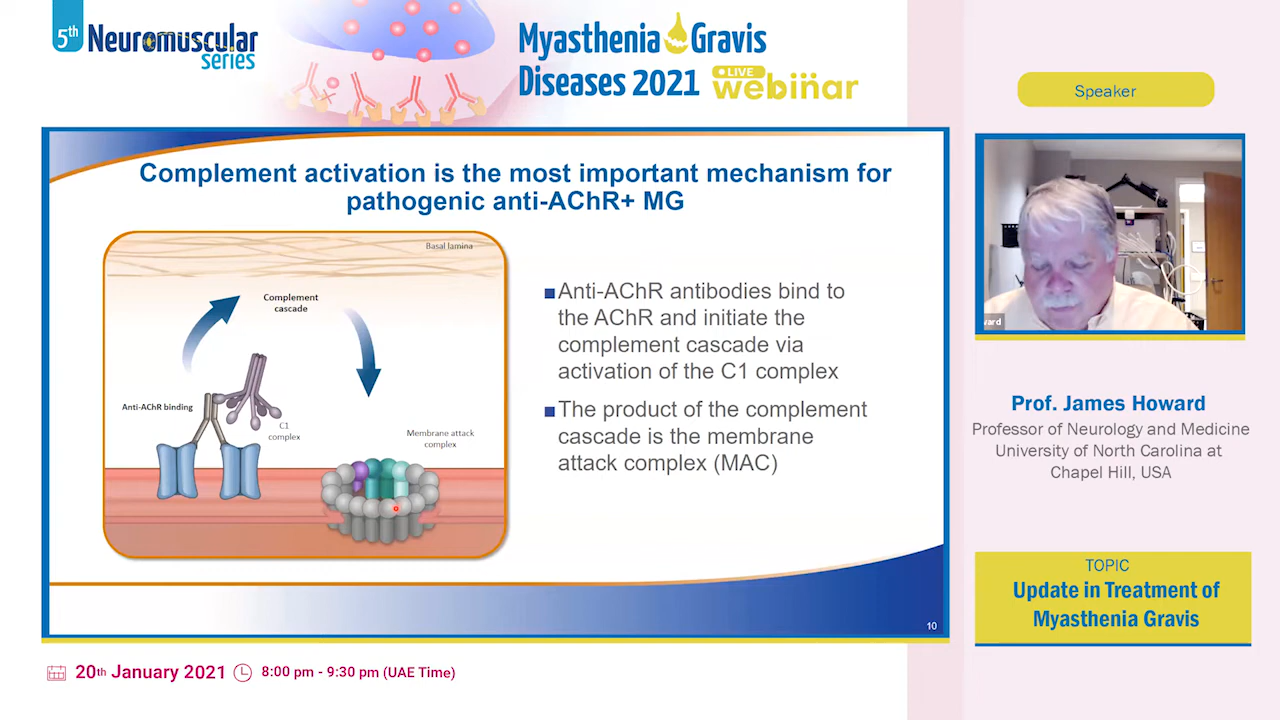 5th Neuromuscular
series
Myasthenia Gravis
Diseases 2021 LIVE webinar
Speaker
Complement activation is the most important mechanism for
pathogenic anti-AChR+ MG
Basal lamina
Complement
cascade
Anti-AChR binding
C1
complex
Membrane attack
complex
■Anti-AChR antibodies bind to
the AChR and initiate the
complement cascade via
activation of the C1 complex
■The product of the complement
cascade is the membrane
attack complex (MAC)
10
ward
Prof. James Howard
Professor of Neurology and Medicine
University of North Carolina at
Chapel Hill, USA
TOPIC
Update in Treatment of
Myasthenia Gravis
20th January 2021 8:00 pm - 9:30 pm (UAE Time)